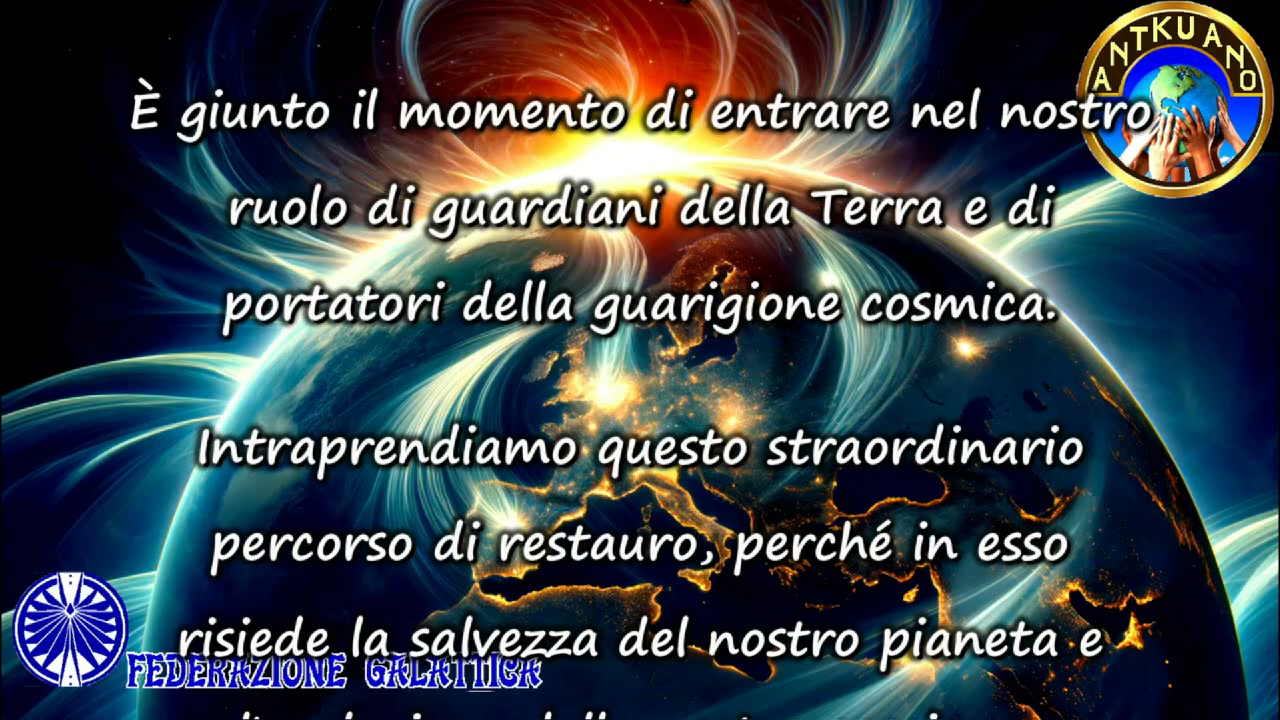 ANTKUANO
È giunto il momento di entrare nel nostro
ruolo di guardiani della Terra e di
portatori della guarigione cosmica.
Intraprendiamo questo straordinario
percorso di restauro, perché in esso
risiede la salvezza del nostro pianeta e
FEDERAZIONE GALATTICA